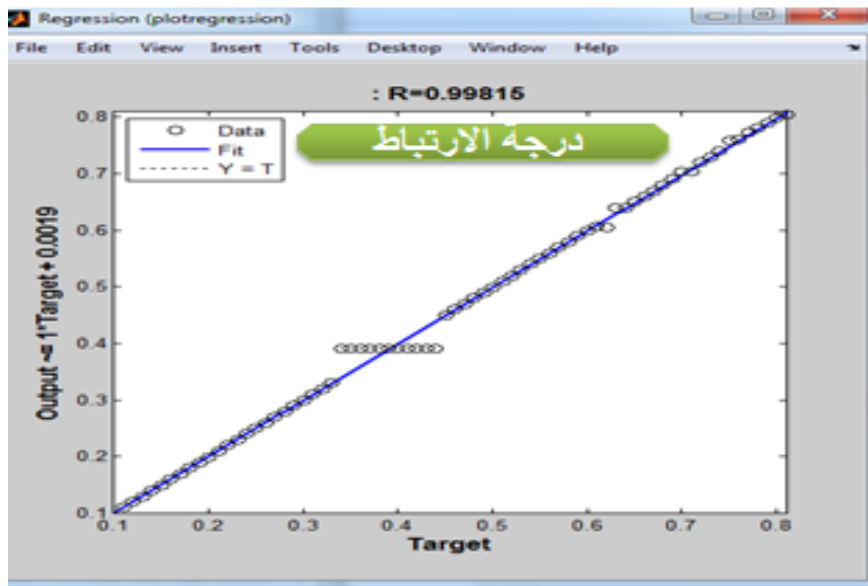 Regression (plotregression)
File Edit View Insert Tools Desktop Window Help
: R=0.99815
Data
Fit
Y = T
درجة الارتباط
Output ~= 1*Target + 0.0019
0.8
0.7
0.6
0.5
0.4
0.3
0.2
0.1
0.1 0.2 0.3 0.4 0.5 0.6 0.7 0.8
Target